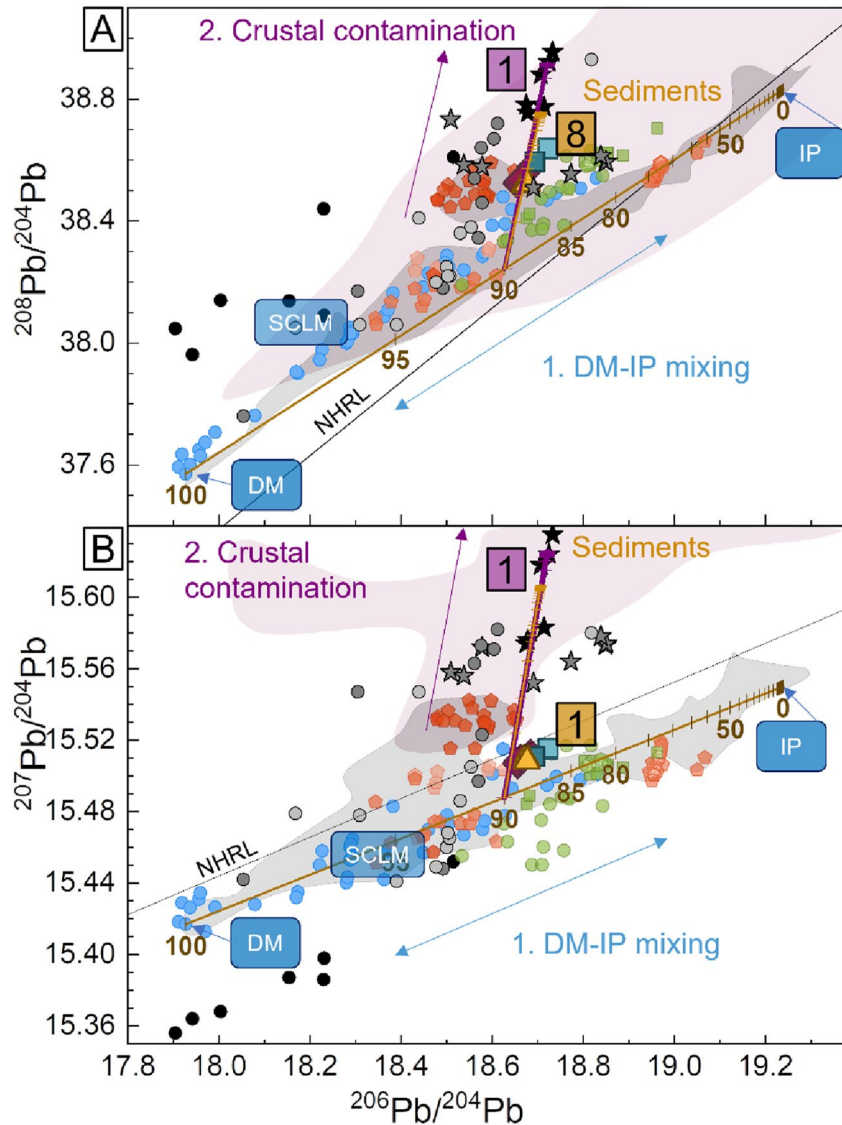 A
2. Crustal contamination
1
Sediments
8
0
50
IP
80
85
90
SCLM
95
1. DM-IP mixing
NHRL
DM
100
38.8
38.4
38.0
37.6
²⁰⁸Pb/²⁰⁴Pb
B
2. Crustal
contamination
1
Sediments
1
0
50
IP
80
85
90
NHRL
SCLM
1. DM-IP mixing
DM
100
15.60
15.56
15.52
15.48
15.44
15.40
15.36
²⁰⁷Pb/²⁰⁴Pb
17.8 18.0 18.2 18.4 18.6 18.8 19.0 19.2
²⁰⁶Pb/²⁰⁴Pb